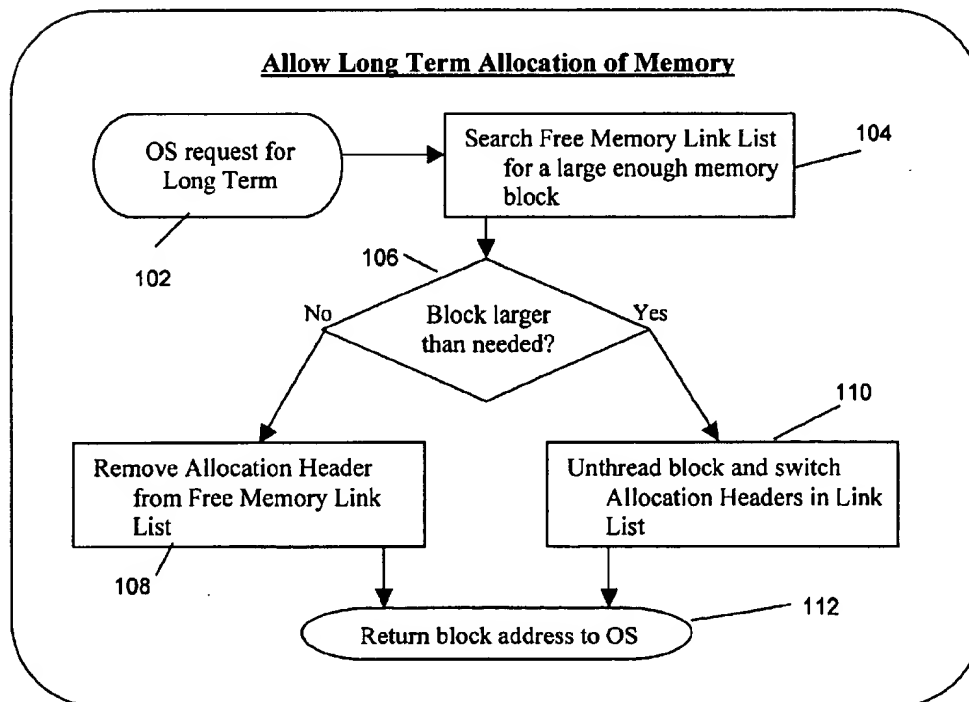 Allow Long Term Allocation of Memory
OS request for
Long Term
102
Search Free Memory Link List
for a large enough memory
block
104
106
No
Block larger
than needed?
Yes
110
Remove Allocation Header
from Free Memory Link
List
108
Unthread block and switch
Allocation Headers in Link
List
Return block address to OS
112